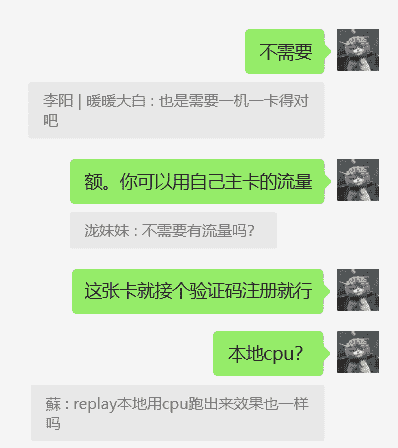 不需要
李阳 | 暖暖大白 : 也是需要一机一卡得对
吧
额。你可以用自己主卡的流量
泷妹妹 : 不需要有流量吗?
这张卡就接个验证码注册就行
本地cpu?
蘇 : replay本地用cpu跑出来效果也一样
吗